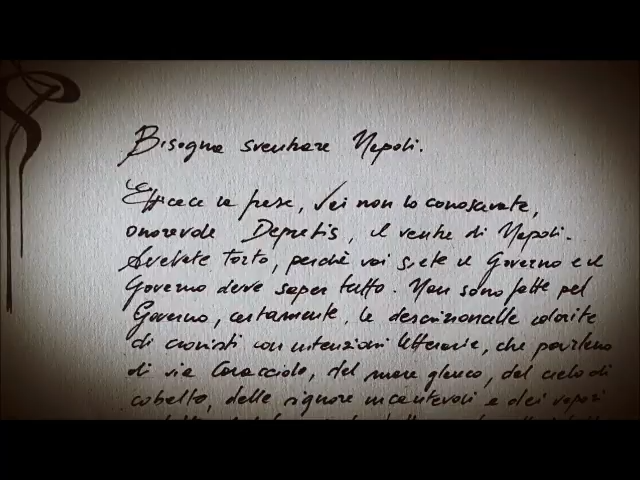 Bisogna sventrare Napoli.
Efficace la frase, Voi non lo conoscevate,
onorevole Depretis, il ventre di Napoli.
Avevate torto, perchè voi siete il Governo e il
Governo deve saper tutto. Non sono fatte pel
Governo, certamente, le descrizioncelle colorite
di cronisti con intenzioni letterarie, che parlano
di via Caracciolo, del mare glauco, del cielo di
cobalto, delle signore incantevoli e dei vapori